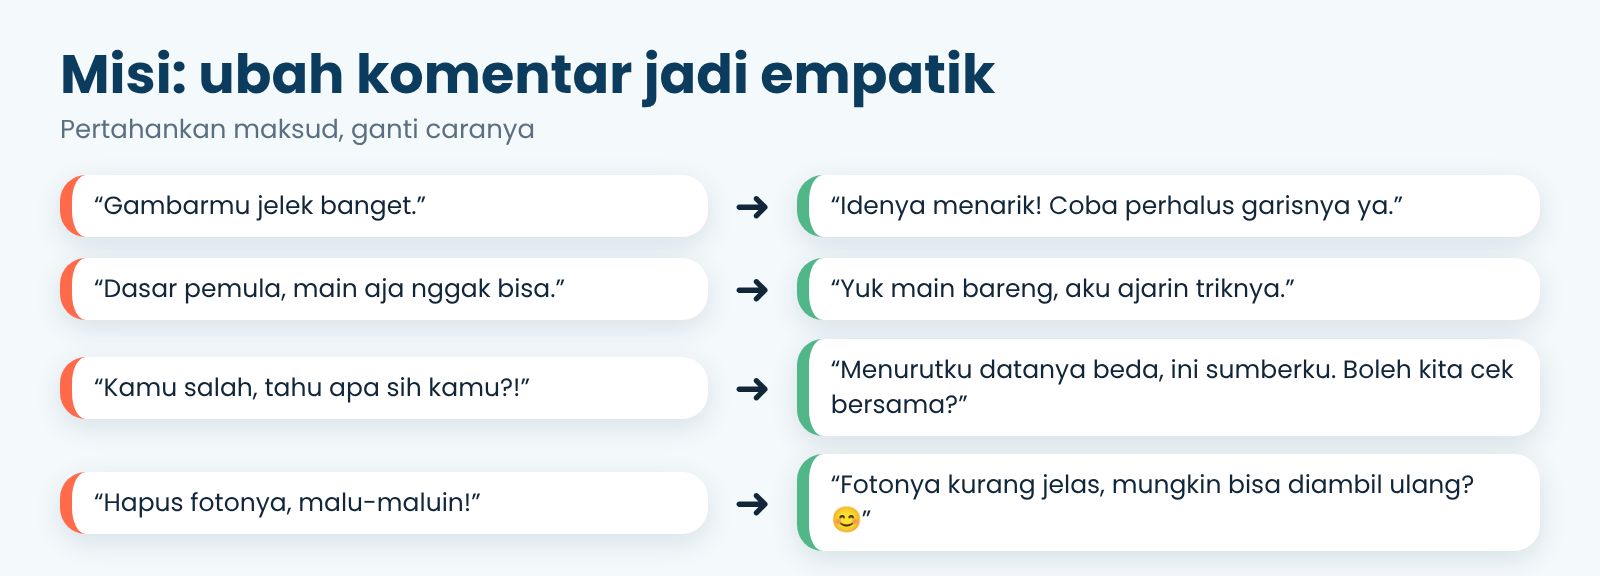 Misi: ubah komentar jadi empatik
Pertahankan maksud, ganti caranya
“Gambarmu jelek banget.” ➜ “Idenya menarik! Coba perhalus garisnya ya.”
“Dasar pemula, main aja nggak bisa.” ➜ “Yuk main bareng, aku ajarin triknya.”
“Kamu salah, tahu apa sih kamu?!” ➜ “Menurutku datanya beda, ini sumberku. Boleh kita cek
bersama?”
“Hapus fotonya, malu-maluin!” ➜ “Fotonya kurang jelas, mungkin bisa diambil ulang?
😊”